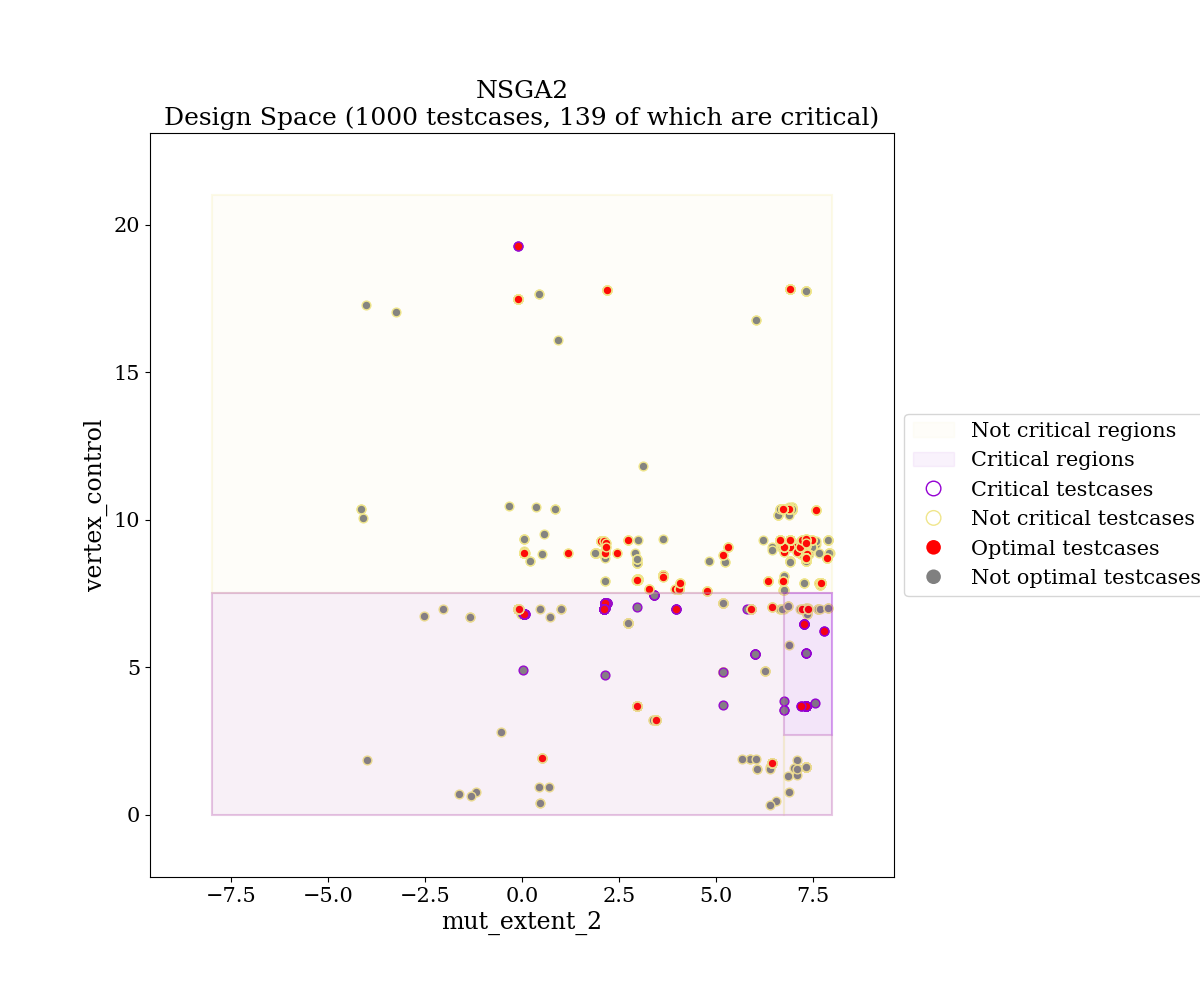 NSGA2
Design Space (1000 testcases, 139 of which are critical)
20
15
10
5
0
vertex_control
−7.5
−5.0
−2.5
0.0
2.5
5.0
7.5
mut_extent_2
Not critical regions
Critical regions
Critical testcases
Not critical testcases
Optimal testcases
Not optimal testcases